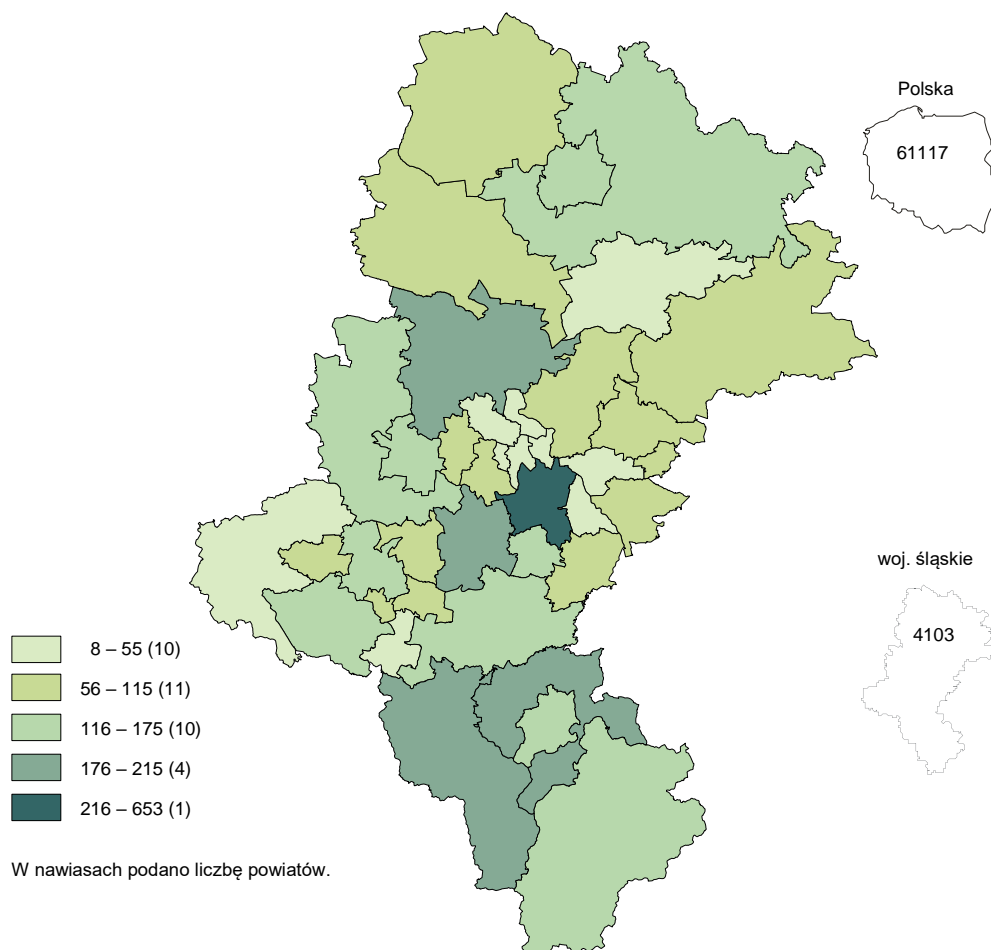 Polska
61117
woj. śląskie
4103
8 – 55 (10)
56 – 115 (11)
116 – 175 (10)
176 – 215 (4)
216 – 653 (1)
W nawiasach podano liczbę powiatów.